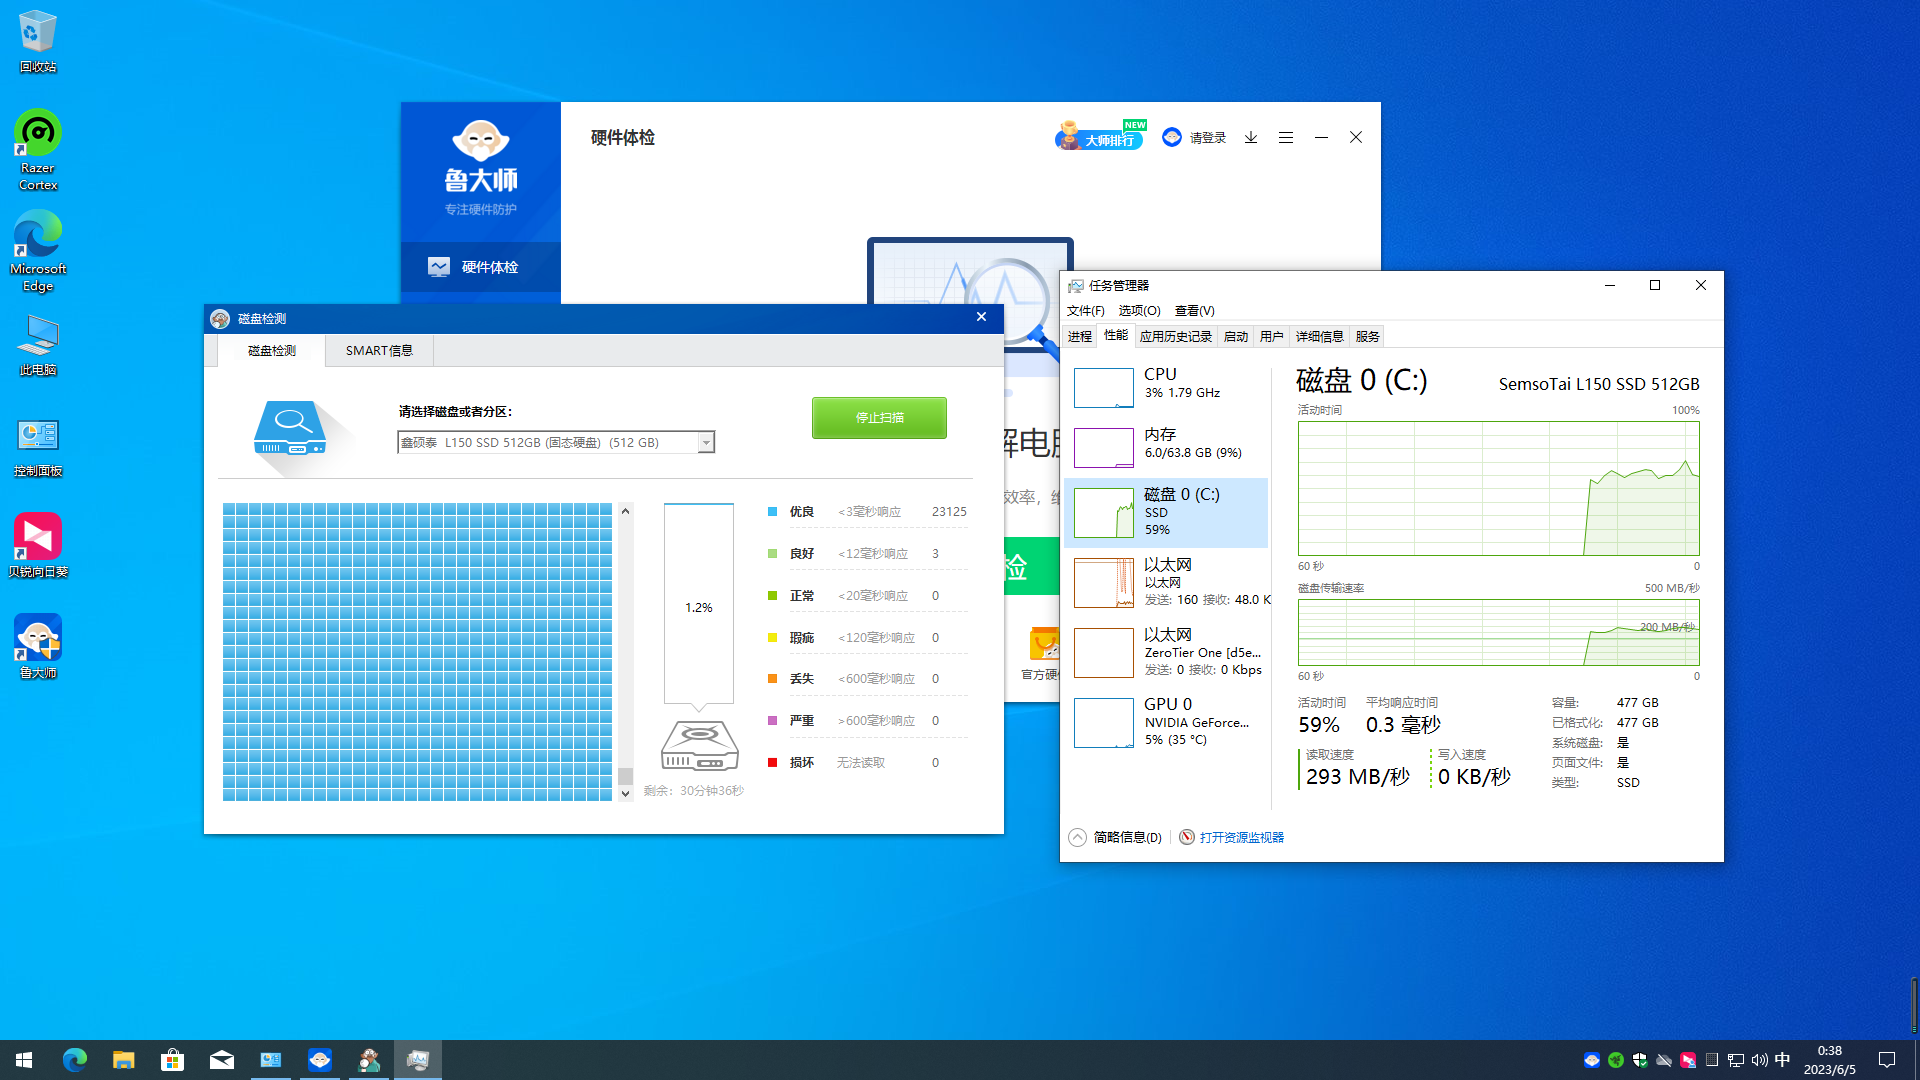 回收站
Razer
Cortex
Microsoft
Edge
此电脑
控制面板
贝锐向日葵
鲁大师
鲁大师
专注硬件防护
硬件体检
硬件体检
大师排行
NEW
请登录
解电脑
效率，
检
官方硬件
磁盘检测
磁盘检测
SMART信息
请选择磁盘或者分区：
鑫硕泰 L150 SSD 512GB (固态硬盘) (512 GB)
停止扫描
1.2%
剩余：30分钟36秒
优良 <3毫秒响应 23125
良好 <12毫秒响应 3
正常 <20毫秒响应 0
瑕疵 <120毫秒响应 0
丢失 <600毫秒响应 0
严重 >600毫秒响应 0
损坏 无法读取 0
任务管理器
文件(F) 选项(O) 查看(V)
进程 性能 应用历史记录 启动 用户 详细信息 服务
CPU
3% 1.79 GHz
内存
6.0/63.8 GB (9%)
磁盘 0 (C:)
SSD
59%
以太网
以太网
发送: 160 接收: 48.0 K
以太网
ZeroTier One [d5e...
发送: 0 接收: 0 Kbps
GPU 0
NVIDIA GeForce...
5% (35 °C)
磁盘 0 (C:) SemsoTai L150 SSD 512GB
活动时间 100%
60 秒 0
磁盘传输速率 500 MB/秒
200 MB/秒
60 秒 0
活动时间 平均响应时间
59% 0.3 毫秒
读取速度 写入速度
293 MB/秒 0 KB/秒
容量: 477 GB
已格式化: 477 GB
系统磁盘: 是
页面文件: 是
类型: SSD
简略信息(D) 打开资源监视器
中
0:38
2023/6/5